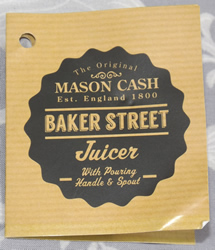 The Original
MASON CASH
Est. England 1800
BAKER STREET
Juicer
With Pouring
Handle & Spout